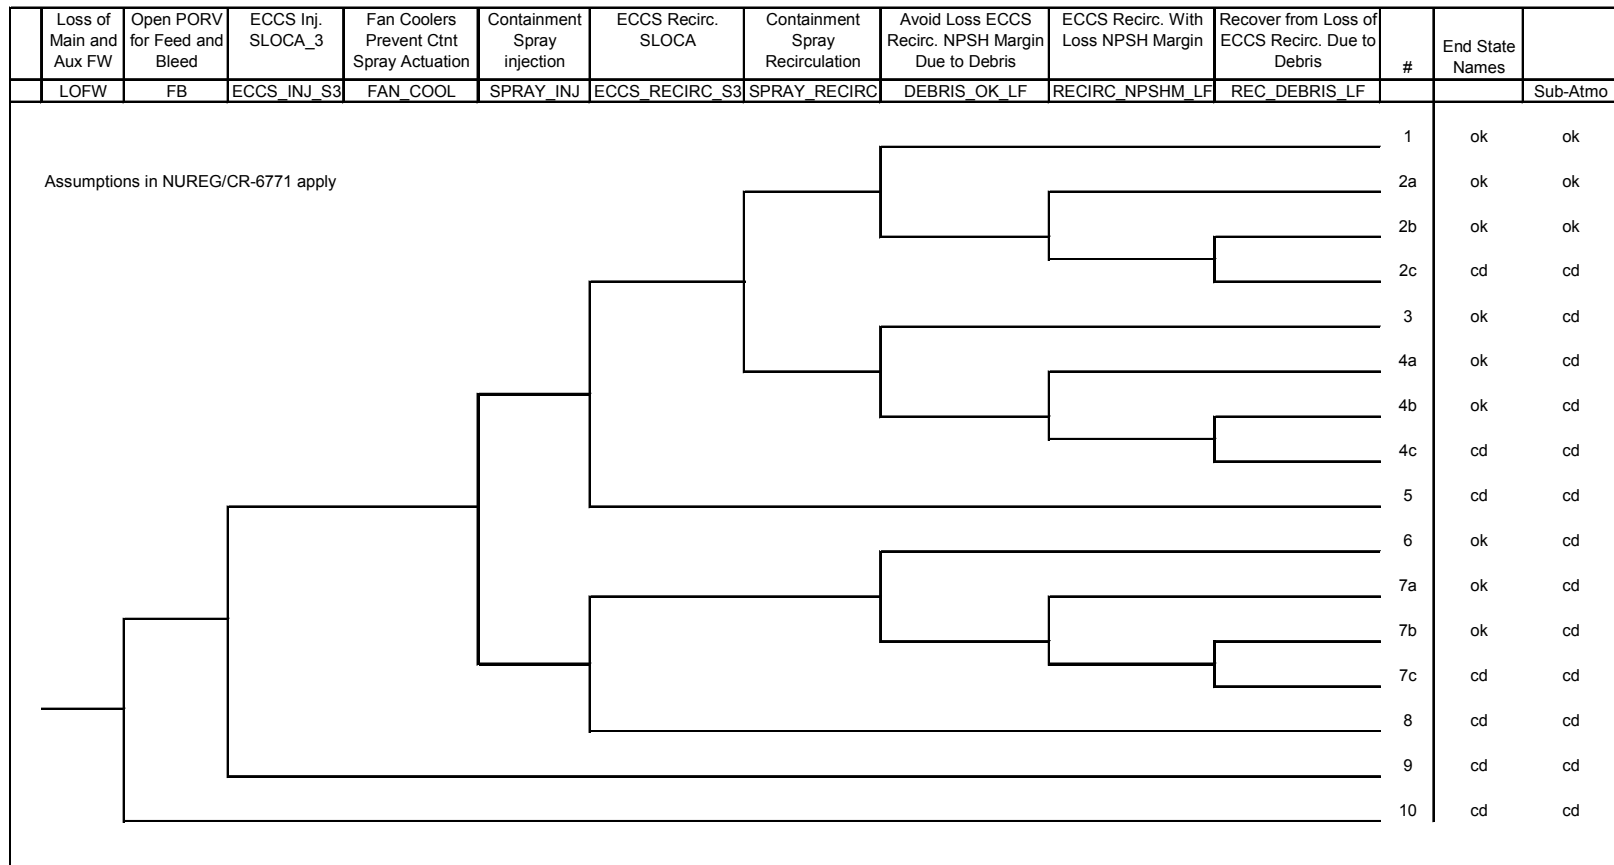 Loss of Main and Aux FW
Open PORV for Feed and Bleed
ECCS Inj. SLOCA_3
Fan Coolers Prevent Ctnt Spray Actuation
Containment Spray injection
ECCS Recirc. SLOCA
Containment Spray Recirculation
Avoid Loss ECCS Recirc. NPSH Margin Due to Debris
ECCS Recirc. With Loss NPSH Margin
Recover from Loss of ECCS Recirc. Due to Debris
#
End State Names
LOFW FB ECCS_INJ_S3 FAN_COOL SPRAY_INJ ECCS_RECIRC_S3 SPRAY_RECIRC DEBRIS_OK_LF RECIRC_NPSHM_LF REC_DEBRIS_LF Sub-Atmo
1 ok ok
Assumptions in NUREG/CR-6771 apply
2a ok ok
2b ok ok
2c cd cd
3 ok cd
4a ok cd
4b ok cd
4c cd cd
5 cd cd
6 ok cd
7a ok cd
7b ok cd
7c cd cd
8 cd cd
9 cd cd
10 cd cd